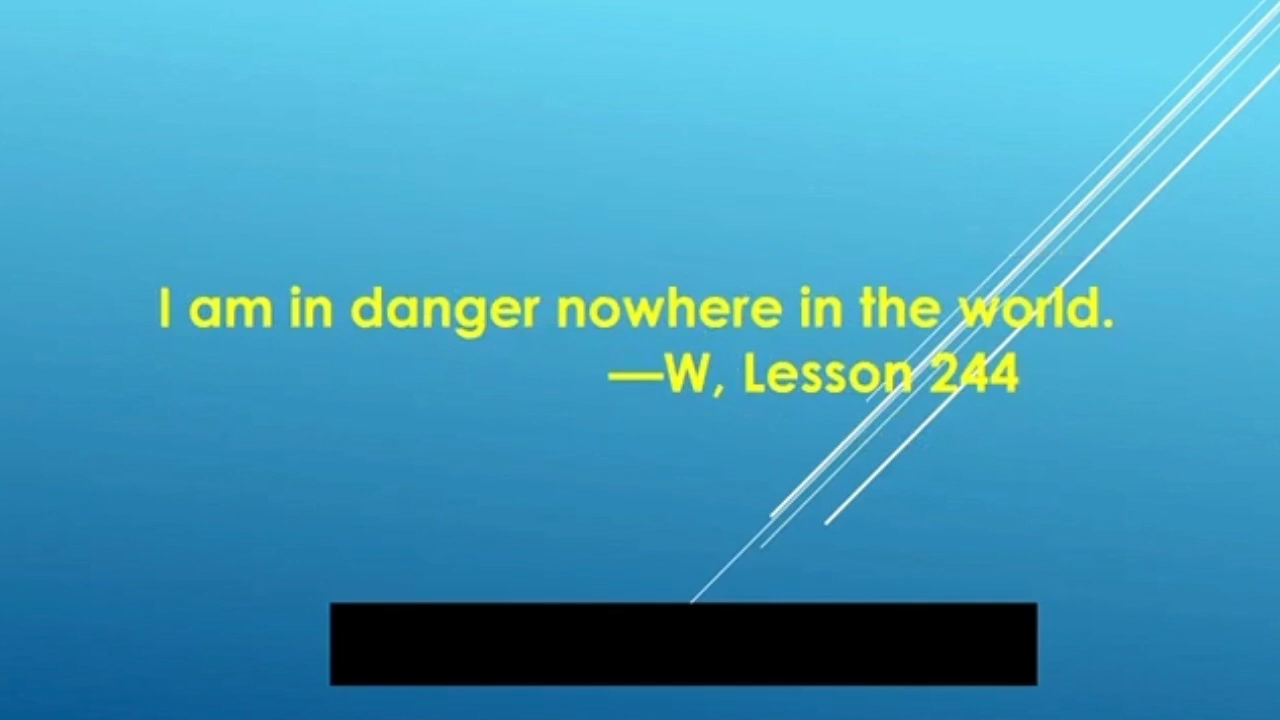 I am in danger nowhere in the world.
—W, Lesson 244